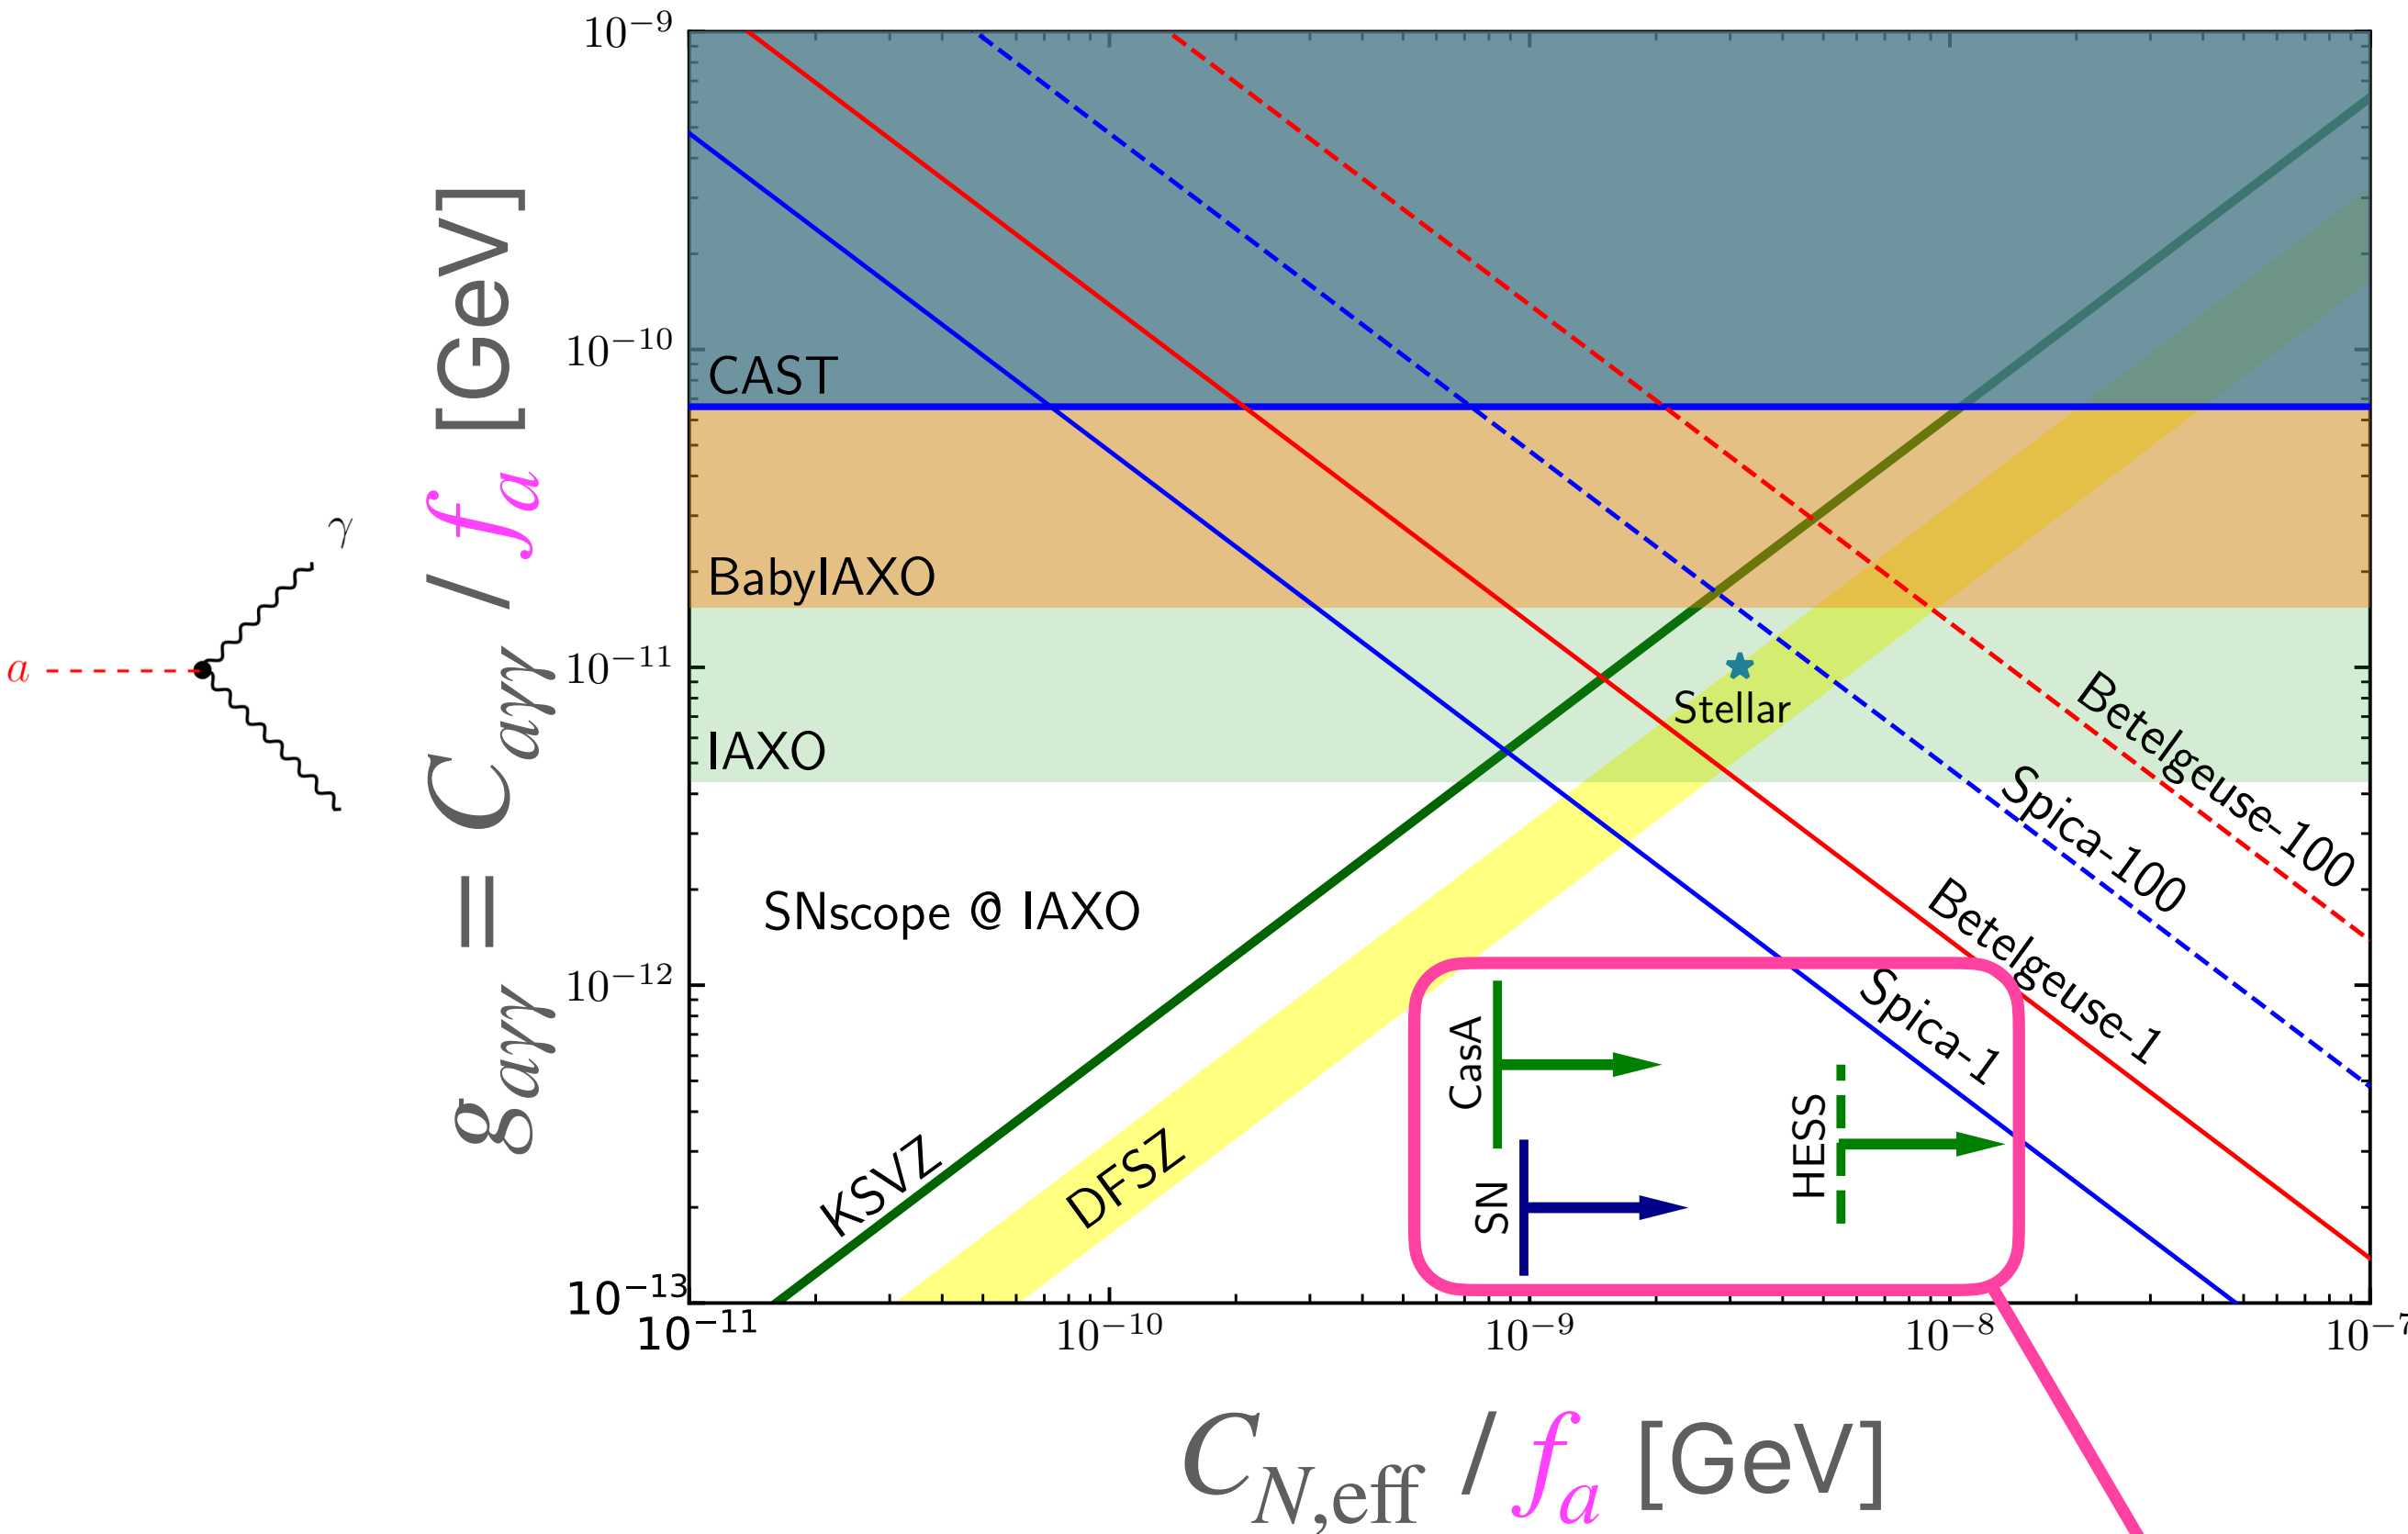 10⁻⁹
10⁻¹⁰
10⁻¹¹
10⁻¹²
10⁻¹³
g_aγγ = C_aγγ / f_a [GeV]
γ
a
CAST
BabyIAXO
IAXO
Stellar
SNscope @ IAXO
KSVZ
DFSZ
Betelgeuse-100
Spica-100
Betelgeuse-1
Spica-1
CasA
SN
HESS
10⁻¹¹
10⁻¹⁰
10⁻⁹
10⁻⁸
10⁻⁷
C_N,eff / f_a [GeV]